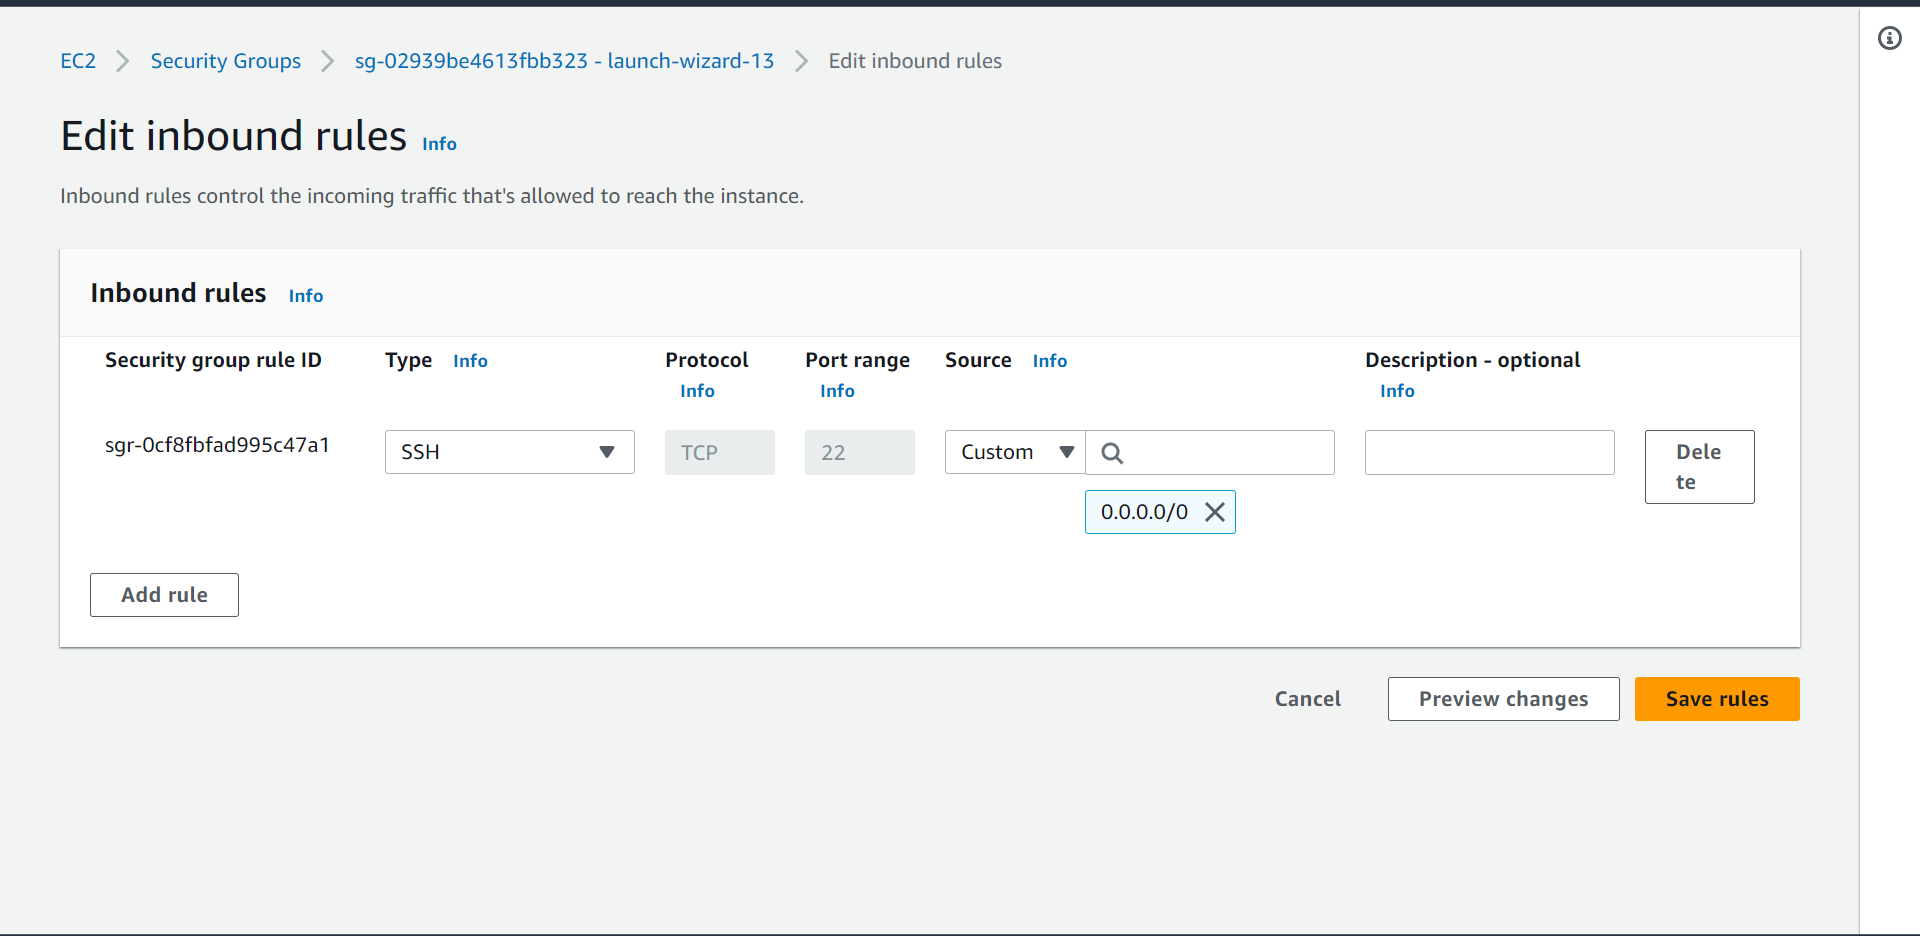 EC2 Security Groups sg-02939be4613fbb323 - launch-wizard-13 Edit inbound rules
Edit inbound rules Info
Inbound rules control the incoming traffic that's allowed to reach the instance.
Inbound rules Info
Security group rule ID Type Info Protocol Port range Source Info Description - optional
Info Info Info
sgr-0cf8fbfad995c47a1 SSH TCP 22 Custom Dele
te
0.0.0.0/0
Add rule
Cancel Preview changes Save rules